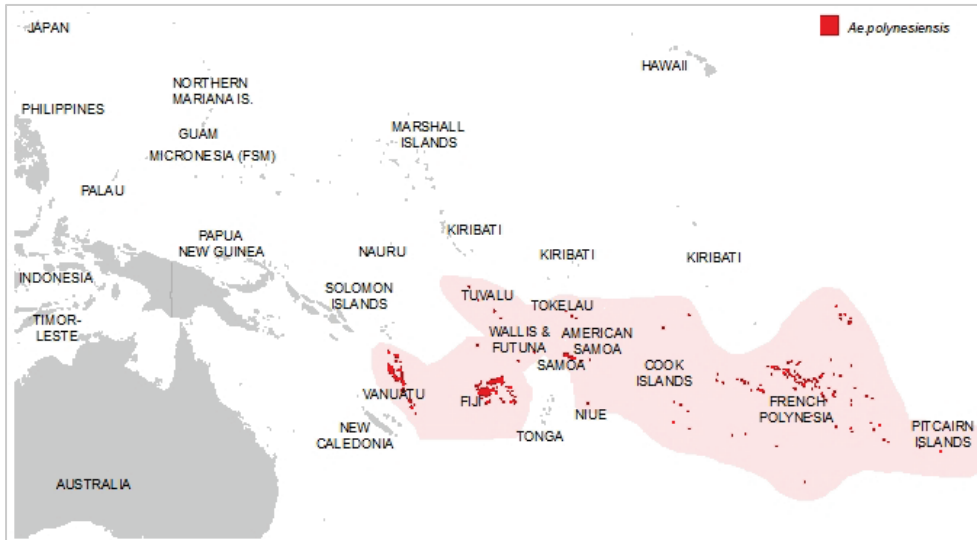 JAPAN
Ae.polynesiensis
HAWAII
NORTHERN
MARIANA IS.
PHILIPPINES
GUAM
MARSHALL
ISLANDS
MICRONESIA (FSM)
PALAU
KIRIBATI
PAPUA
NEW GUINEA
NAURU
KIRIBATI
KIRIBATI
INDONESIA
SOLOMON
ISLANDS
TUVALU
TOKELAU
TIMOR-
LESTE
WALLIS &
FUTUNA
AMERICAN
SAMOA
SAMOA
COOK
ISLANDS
VANUATU
FIJI
FRENCH
POLYNESIA
NIUE
NEW
CALEDONIA
TONGA
PITCAIRN
ISLANDS
AUSTRALIA